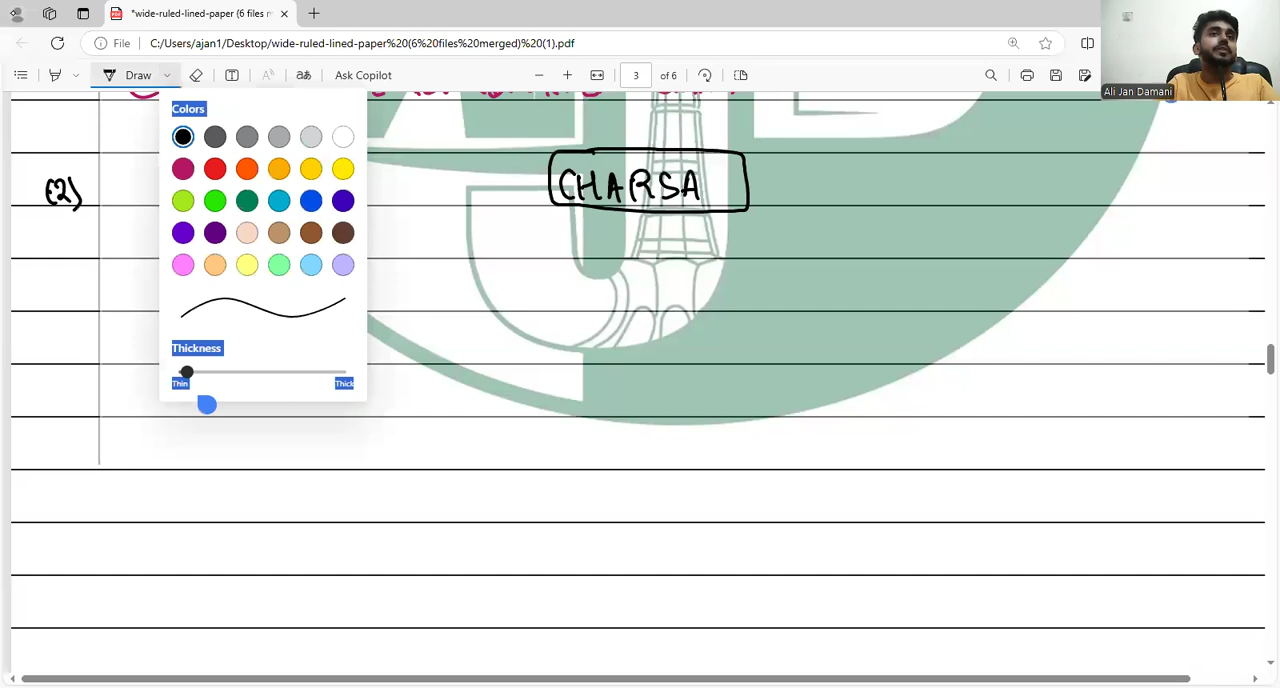 *wide-ruled-lined-paper (6 files m
File C:/Users/ajan1/Desktop/wide-ruled-lined-paper%20(6%20files%20merged)%20(1).pdf
Draw Ask Copilot 3 of 6
Ali Jan Damani
Colors
(2) CHARSA
Thickness
Thin Thick